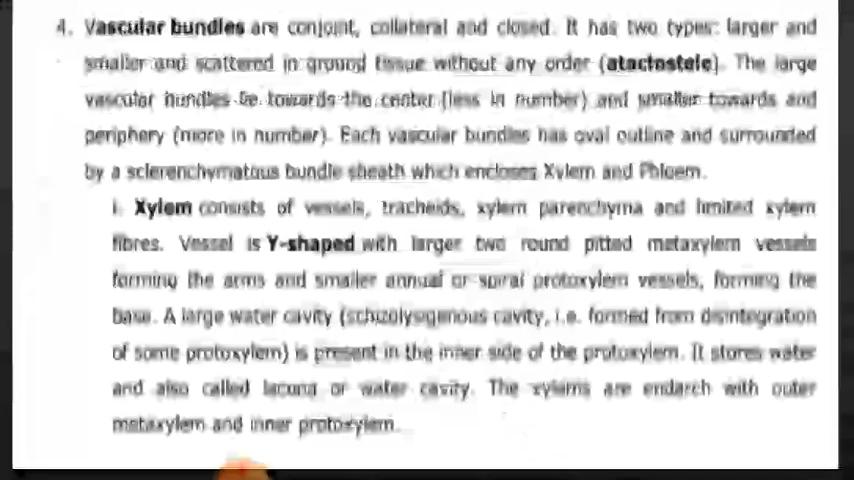 4. Vascular bundles are conjoint, collateral and closed. It has two types: larger and
smaller and scattered in ground tissue without any order (atactostele). The large
vascular bundles lie towards the center (less in number) and smaller towards and
periphery (more in number). Each vascular bundles has oval outline and surrounded
by a sclerenchymatous bundle sheath which encloses Xylem and Phloem.
i. Xylem consists of vessels, tracheids, xylem parenchyma and limited xylem
fibres. Vessel is Y-shaped with larger two round pitted metaxylem vessels
forming the arms and smaller annual or spiral protoxylem vessels, forming the
base. A large water cavity (schizolysigenous cavity, i.e. formed from disintegration
of some protoxylem) is present in the inner side of the protoxylem. It stores water
and also called lacuna or water cavity. The xylems are endarch with outer
metaxylem and inner protoxylem.